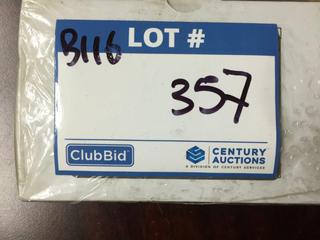 B116 LOT #
357
ClubBid
CENTURY
AUCTIONS
A DIVISION OF CENTURY SERVICES